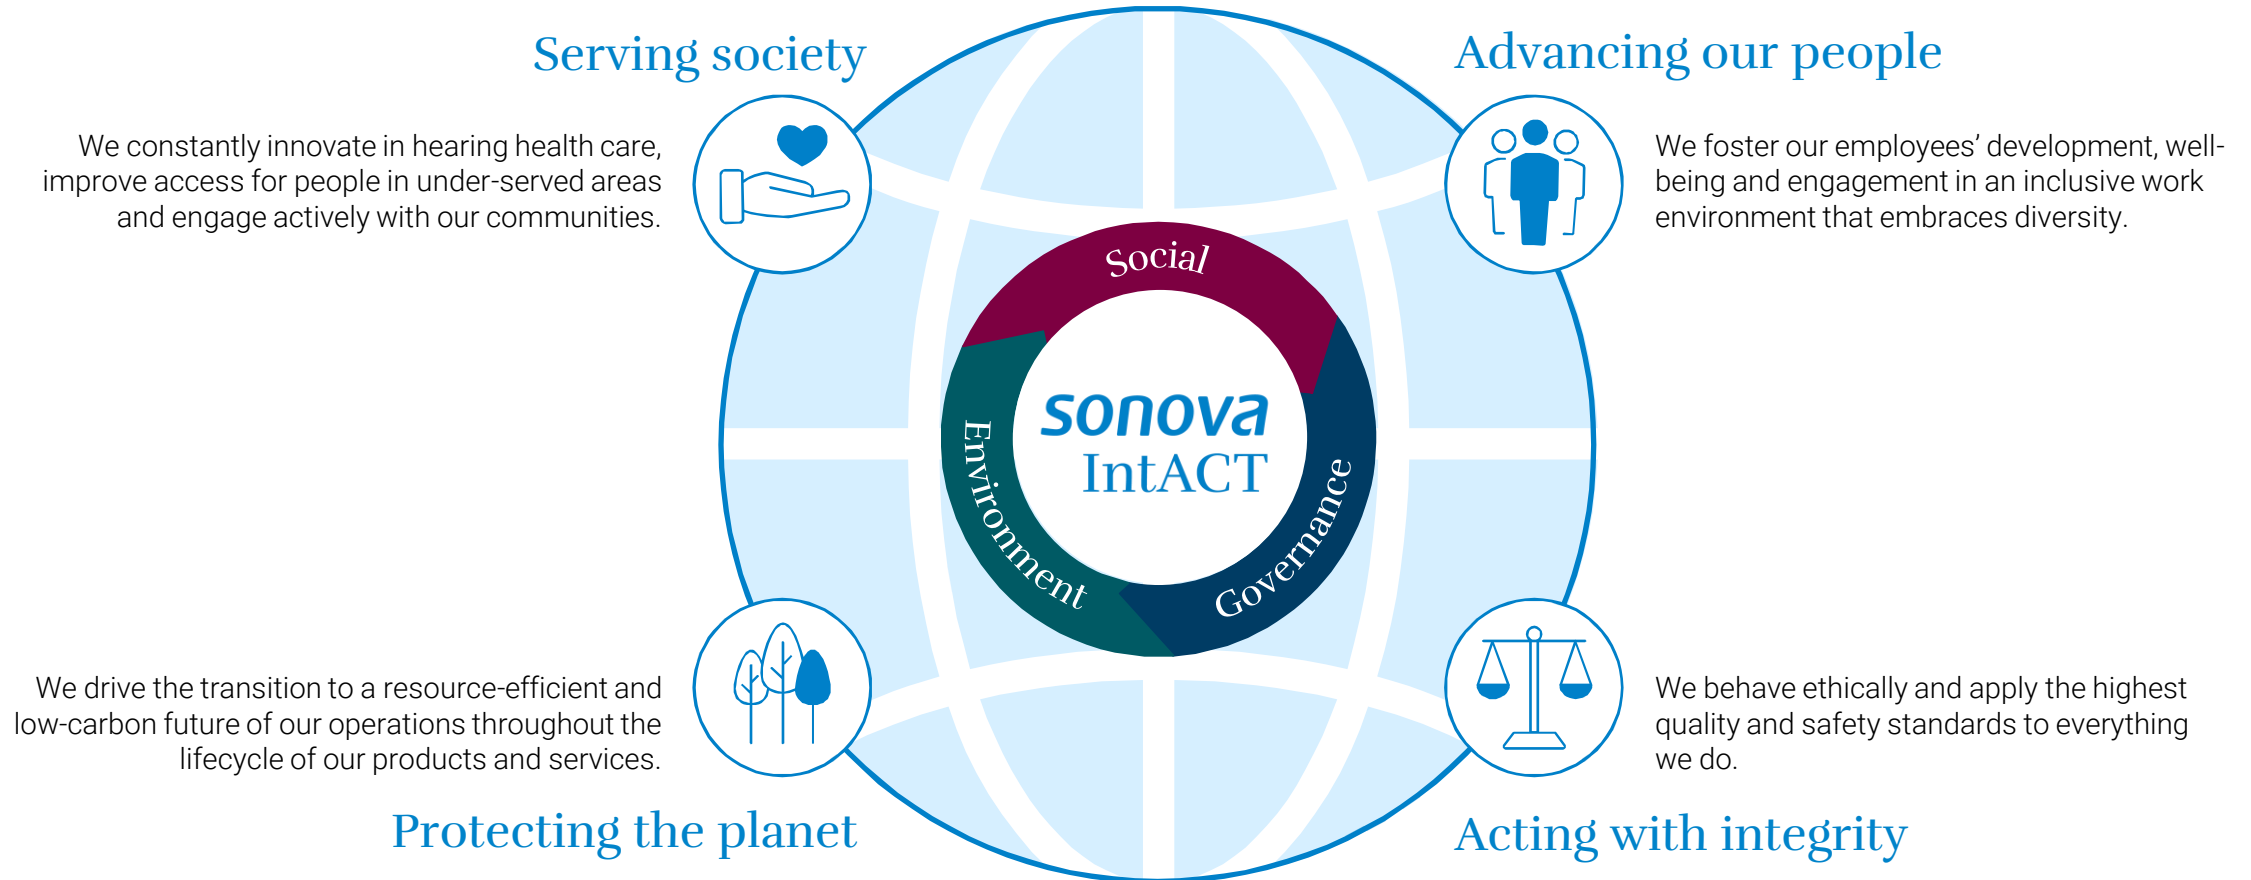 Serving society
We constantly innovate in hearing health care,
improve access for people in under-served areas
and engage actively with our communities.
Advancing our people
We foster our employees’ development, well-
being and engagement in an inclusive work
environment that embraces diversity.
Social
Environment
Governance
sonova
IntACT
We drive the transition to a resource-efficient and
low-carbon future of our operations throughout the
lifecycle of our products and services.
Protecting the planet
We behave ethically and apply the highest
quality and safety standards to everything
we do.
Acting with integrity